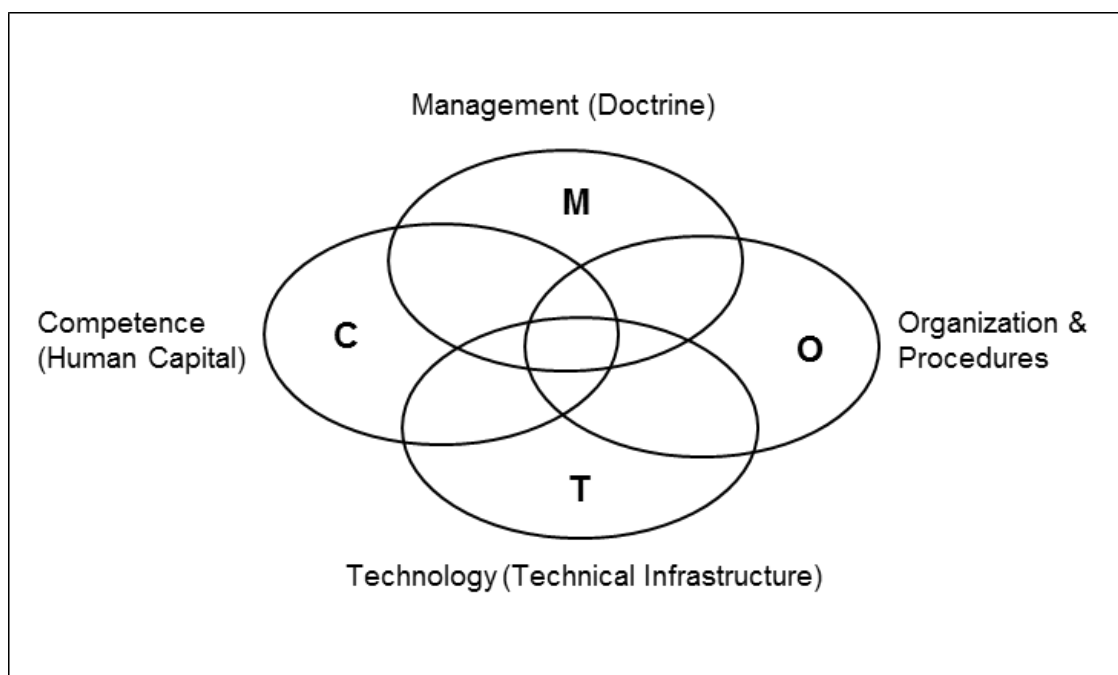 Management (Doctrine)
M
Competence
(Human Capital)
C
O
Organization &
Procedures
T
Technology (Technical Infrastructure)